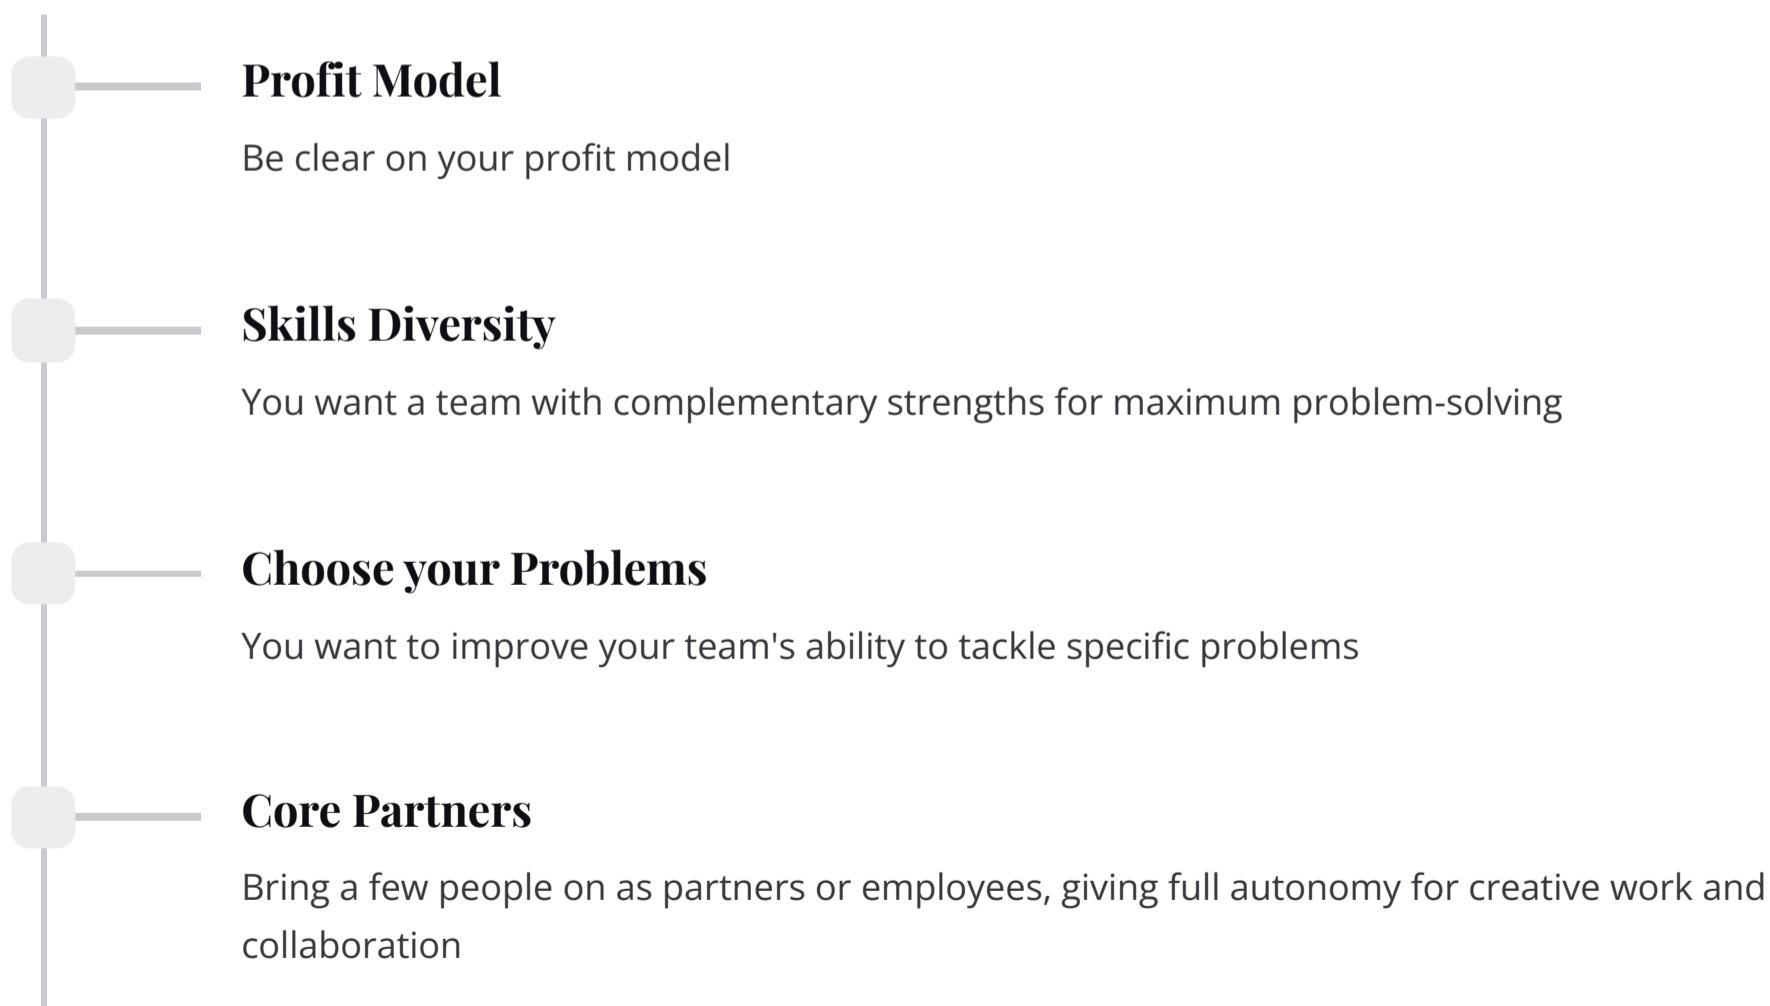 Profit Model
Be clear on your profit model
Skills Diversity
You want a team with complementary strengths for maximum problem-solving
Choose your Problems
You want to improve your team's ability to tackle specific problems
Core Partners
Bring a few people on as partners or employees, giving full autonomy for creative work and
collaboration